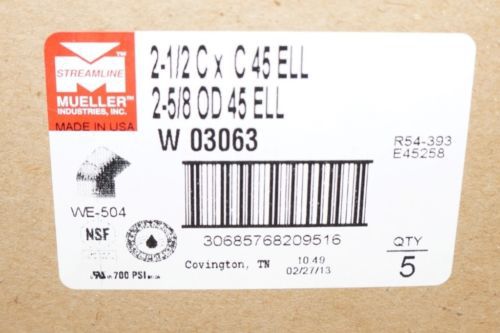 STREAMLINE
MUELLER™
INDUSTRIES, INC.
MADE IN USA
2-1/2 C x C 45 ELL
2-5/8 OD 45 ELL
W 03063
R54-393
E45258
WE-504
NSF
30685768209516
QTY
5
Covington, TN
10 49
02/27/13
700 PSI